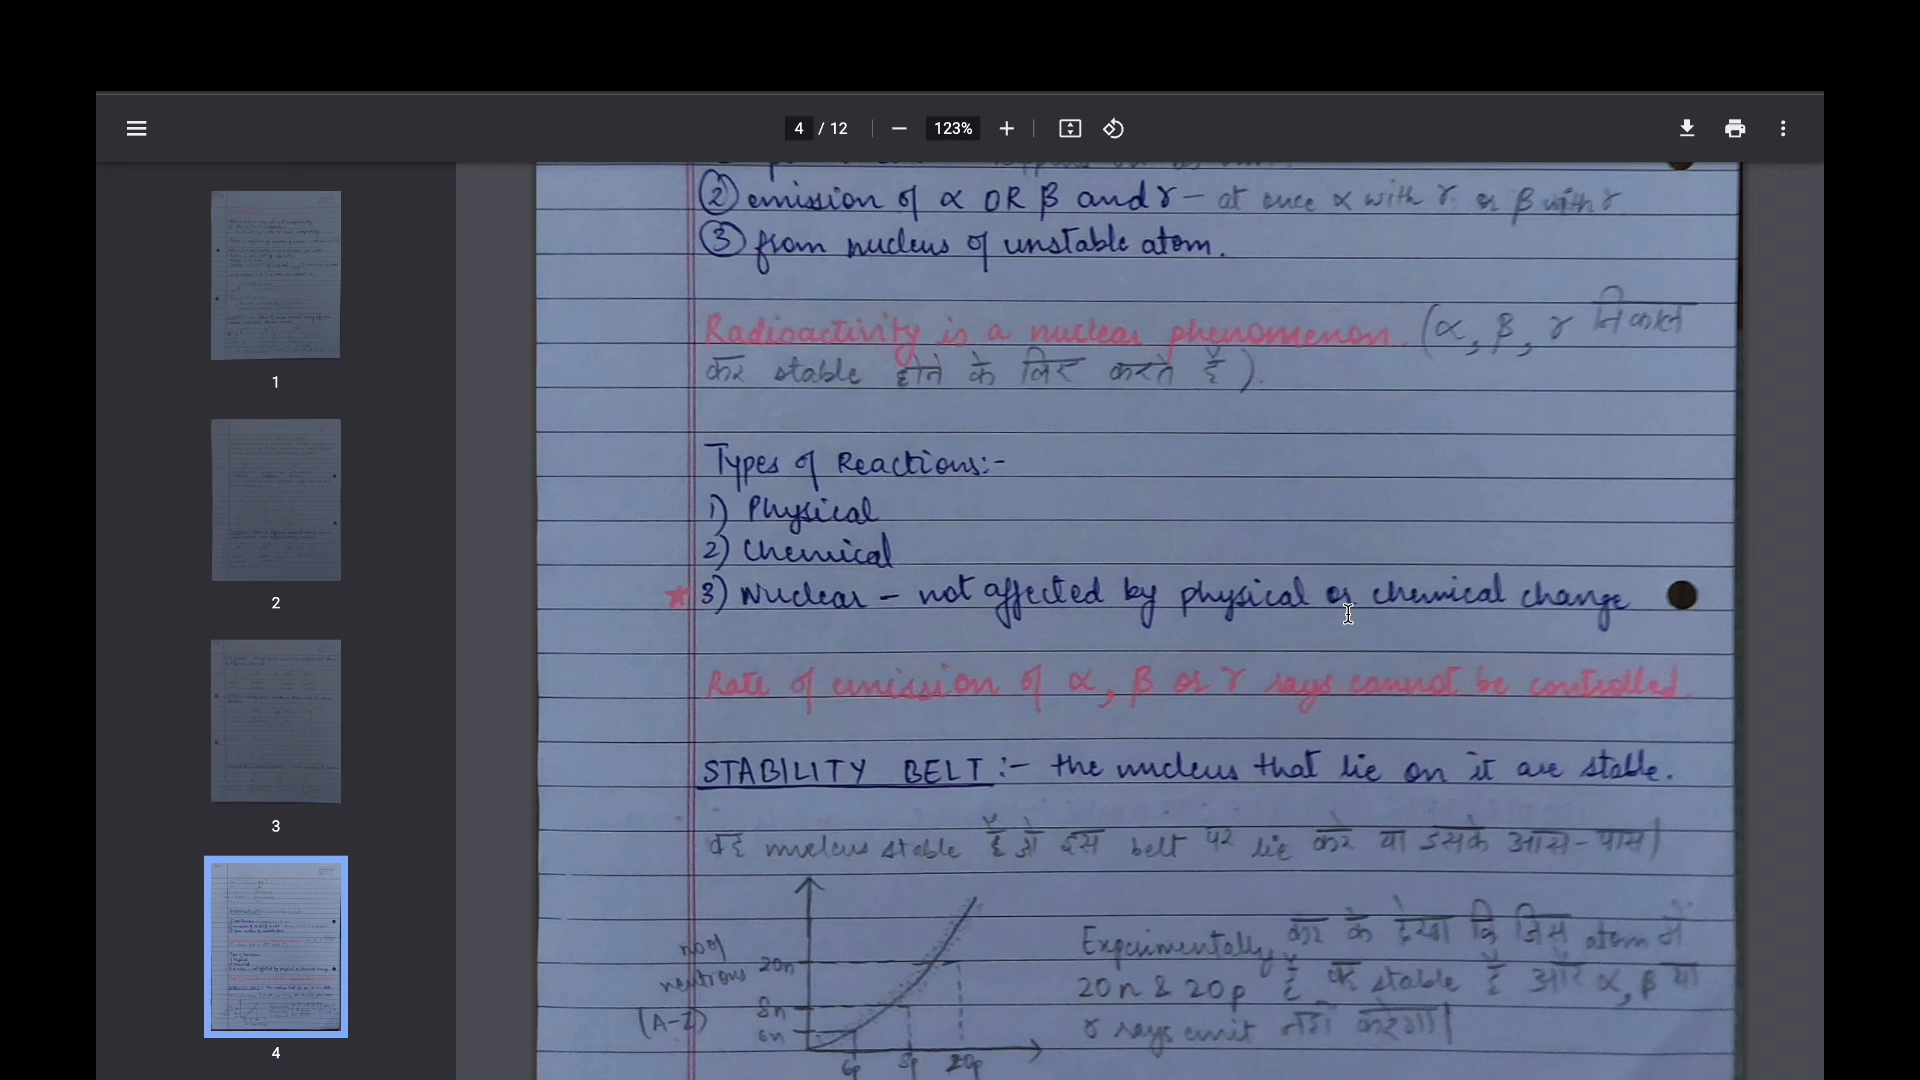 4 / 12
123%
② emission of α OR β and γ – at once α with γ or β with γ
③ from nucleus of unstable atom.
Radioactivity is a nuclear phenomenon. (α, β, γ निकाल
कर stable होने के लिए करते हैं).
Types of Reactions:-
1) Physical
2) Chemical
3) Nuclear – not affected by physical or chemical change
Rate of emission of α, β or γ rays cannot be controlled.
STABILITY BELT :- the nucleus that lie on it are stable.
वह nucleus stable है जो इस belt पर lie करे या इसके आस-पास।
no of
neutrons
(A-Z)
20n
8n
6n
6p 8p 20p
Experimentally कर के देखा कि जिस atom में
20n & 20p हैं वह stable है और α, β या
γ rays emit नहीं करेगा।
1
2
3
4